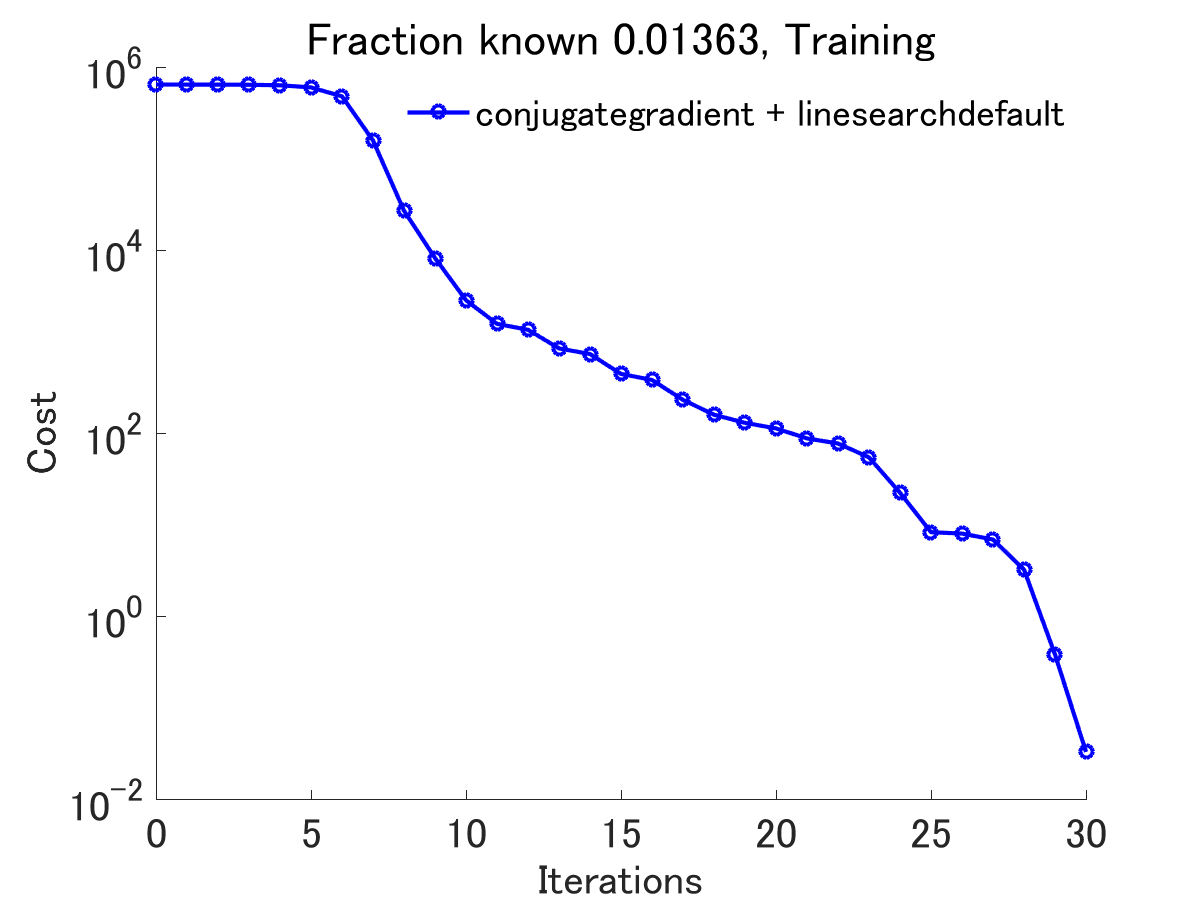 Fraction known 0.01363, Training
conjugategradient + linesearchdefault
10^6
10^4
10^2
10^0
10^-2
Cost
0 5 10 15 20 25 30
Iterations